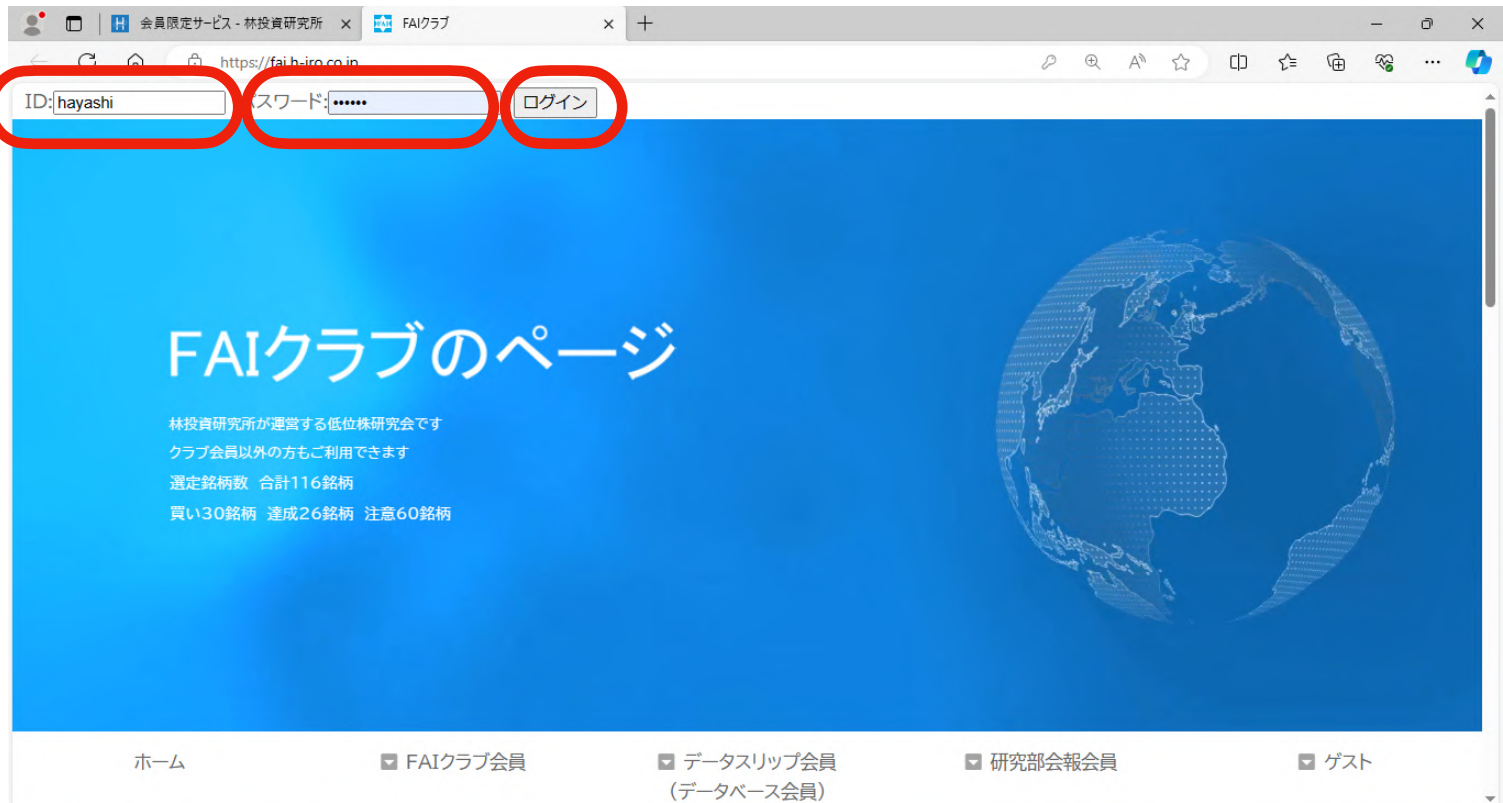 会員限定サービス - 林投資研究所
FAIクラブ
https://fai.h-iro.co.jp
ID: hayashi パスワード: •••••• ログイン
FAIクラブのページ
林投資研究所が運営する低位株研究会です
クラブ会員以外の方もご利用できます
選定銘柄数 合計116銘柄
買い30銘柄 達成26銘柄 注意60銘柄
ホーム FAIクラブ会員 データスリップ会員 研究部会報会員 ゲスト
(データベース会員)